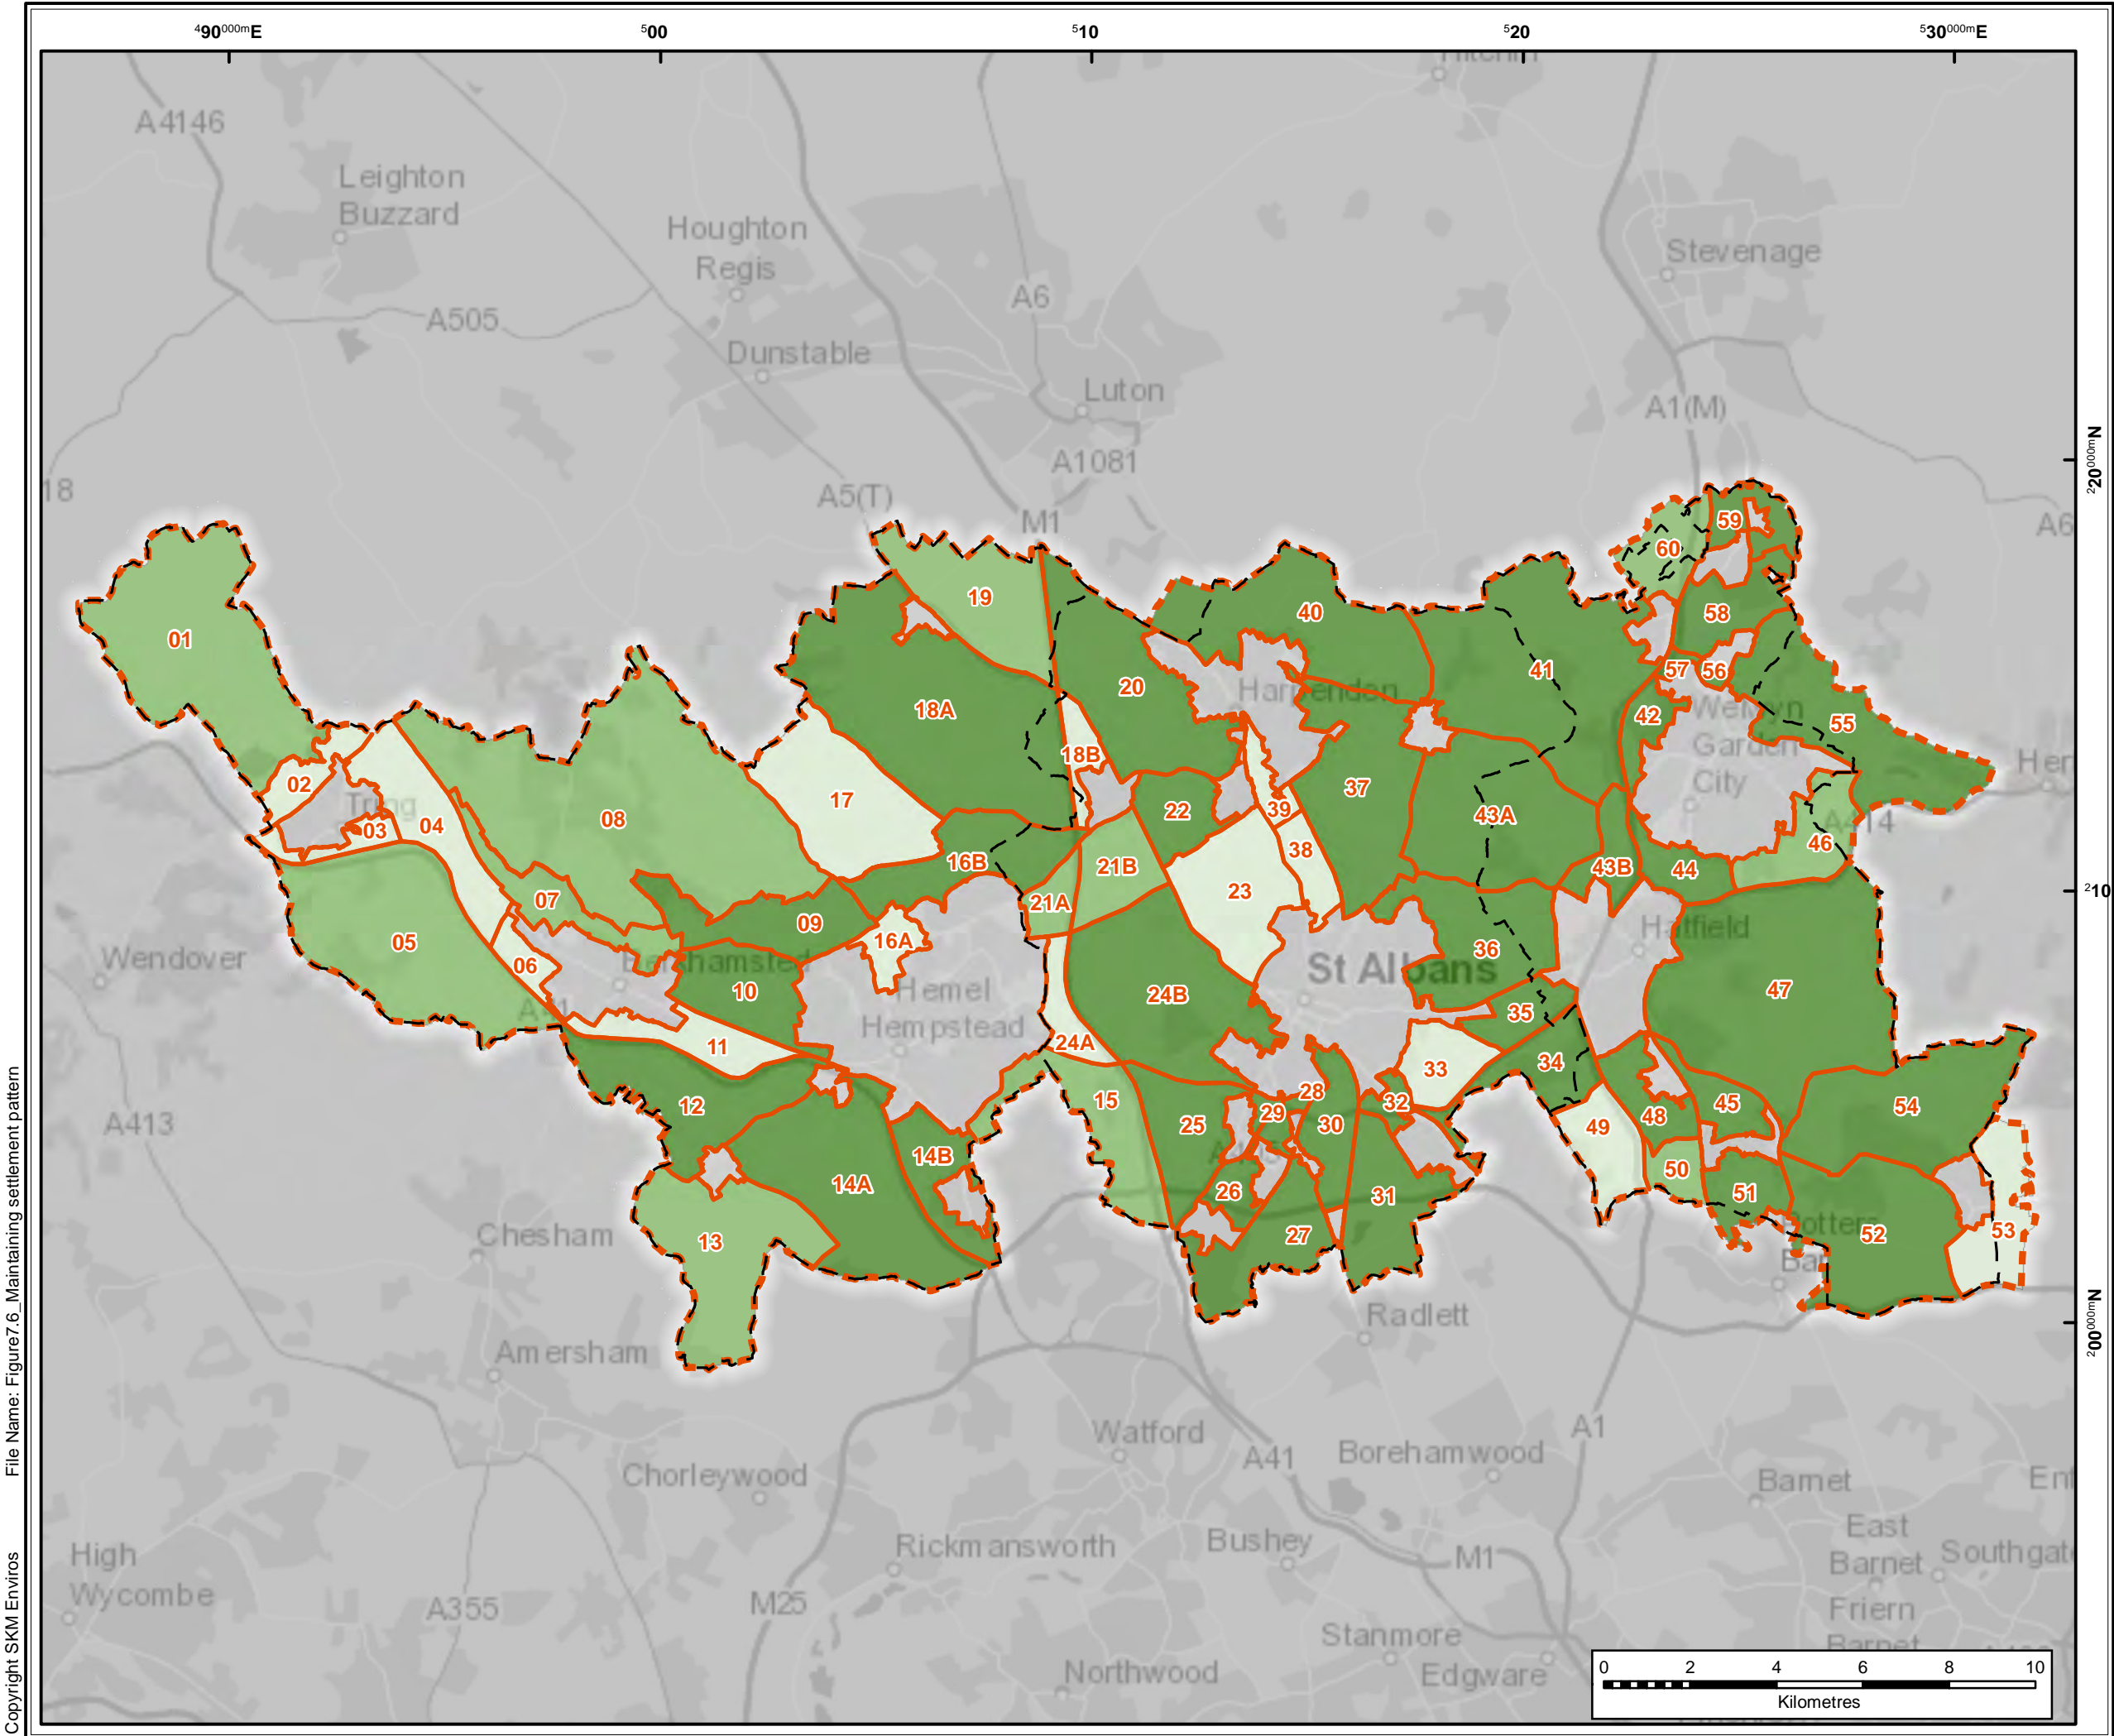 ⁴90⁰⁰⁰ᵐE
⁵00
⁵10
⁵20
⁵30⁰⁰⁰ᵐE
Hitchin
A4146
Leighton
Buzzard
Houghton
Regis
Stevenage
A6
A505
Dunstable
Luton
A1(M)
²20⁰⁰⁰ᵐN
A1081
18
A5(T)
M1
A6
59
60
19
01
40
58
20
41
57
56
Harpenden
18A
42
Welwyn
Garden
City
55
18B
Her
02
Tring
17
37
03
04
08
22
39
43A
A414
38
46
16B
21B
43B
44
²10
23
07
21A
09
Hatfield
05
16A
36
Wendover
06
Berkhamsted
St Albans
10
Hemel
Hempstead
24B
47
A41
35
11
24A
34
33
28
12
15
32
45
54
A413
25
29
30
48
49
A405
14B
50
14A
26
31
51
Potters
Bar
Chesham
13
27
52
53
Radlett
²00⁰⁰⁰ᵐN
Amersham
Watford
A41
Borehamwood
A1
Chorleywood
Barnet
Enf
East
Barnet
Southgate
High
Wycombe
Rickmansworth
Bushey
M1
A355
M25
Friern
Barnet
Stanmore
Edgware
Northwood
0 2 4 6 8 10
Kilometres
File Name: Figure7.6_Maintaining settlement pattern
Copyright SKM Enviros